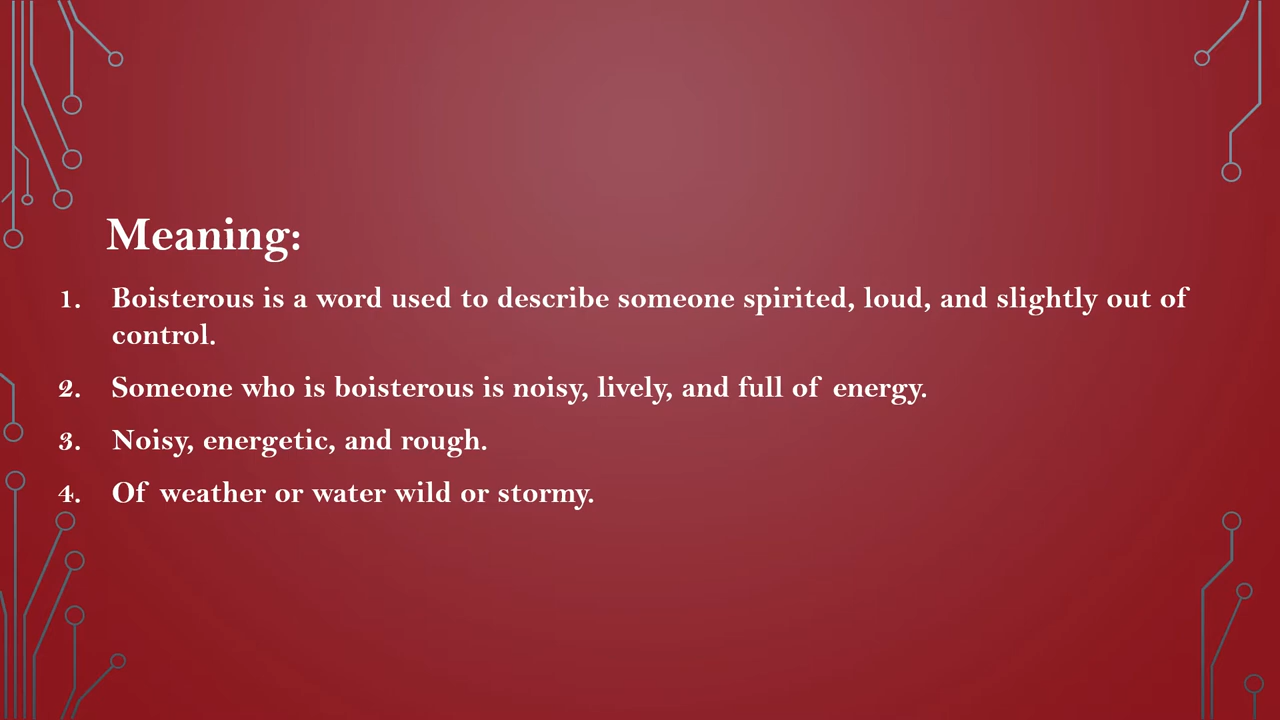 Meaning:
1. Boisterous is a word used to describe someone spirited, loud, and slightly out of
control.
2. Someone who is boisterous is noisy, lively, and full of energy.
3. Noisy, energetic, and rough.
4. Of weather or water wild or stormy.